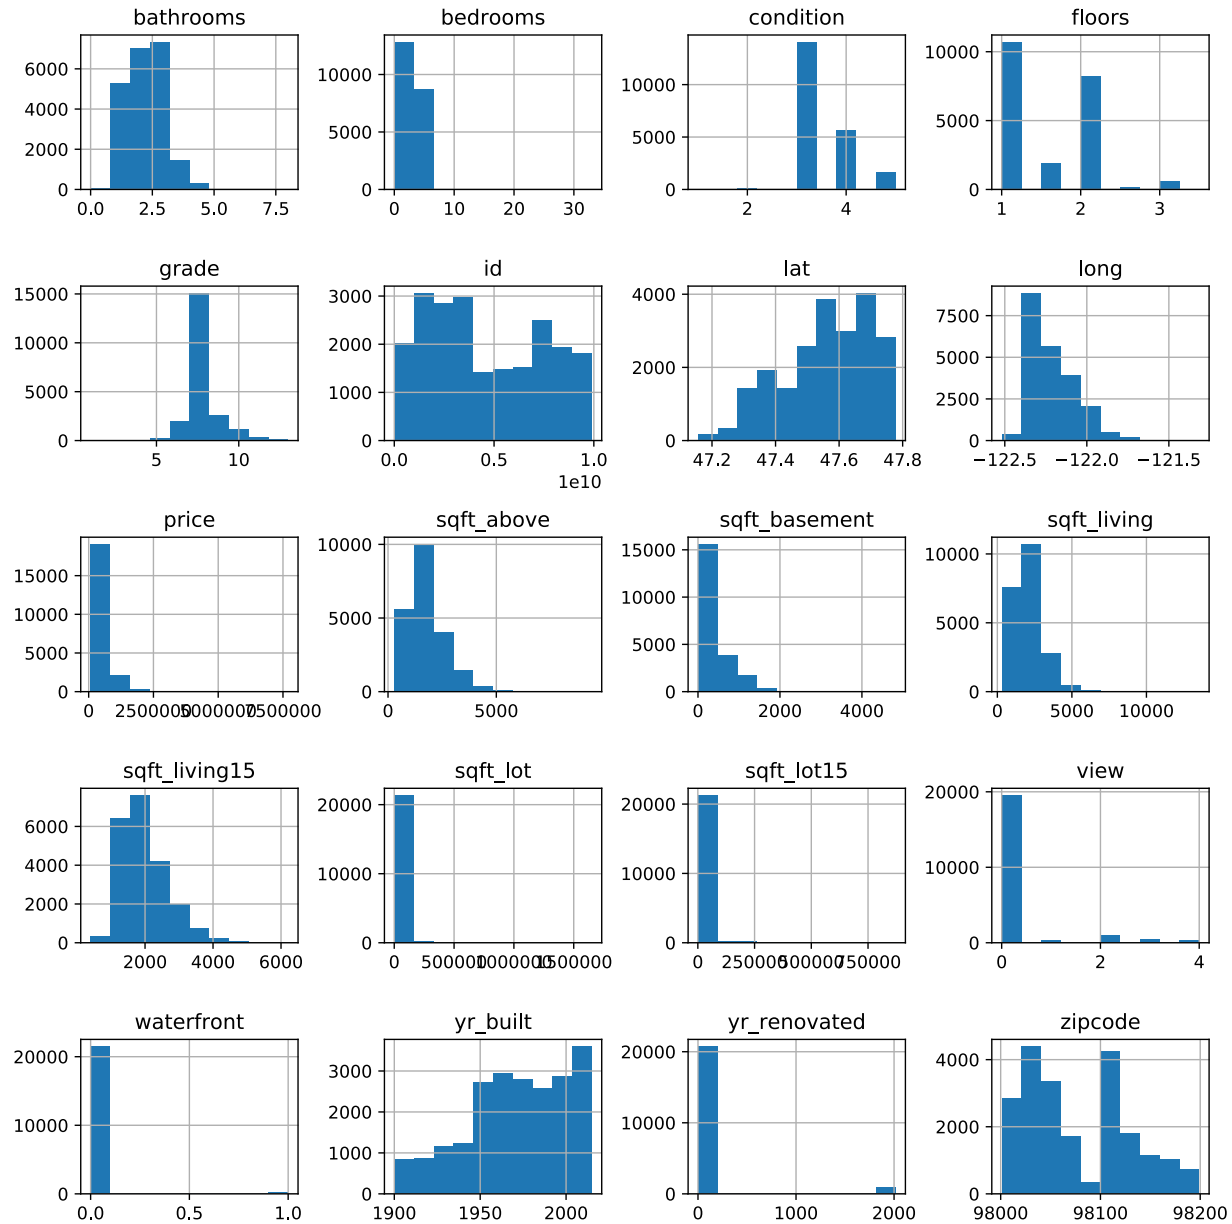 bathrooms bedrooms condition floors
6000 4000 2000 0
0.0 2.5 5.0 7.5
10000 5000 0
0 10 20 30
10000 5000 0
2 4
10000 5000 0
1 2 3
grade id lat long
15000 10000 5000 0
5 10
3000 2000 1000 0
0.0 0.5 1.0
1e10
4000 2000 0
47.2 47.4 47.6 47.8
7500 5000 2500 0
−122.5 −122.0 −121.5
price sqft_above sqft_basement sqft_living
15000 10000 5000 0
0 2500000 5000000 7500000
10000 5000 0
0 5000
15000 10000 5000 0
0 2000 4000
10000 5000 0
0 5000 10000
sqft_living15 sqft_lot sqft_lot15 view
6000 4000 2000 0
2000 4000 6000
20000 10000 0
0 500000 1000000 1500000
20000 10000 0
0 250000 500000 750000
20000 10000 0
0 2 4
waterfront yr_built yr_renovated zipcode
20000 10000 0
0.0 0.5 1.0
3000 2000 1000 0
1900 1950 2000
20000 10000 0
0 1000 2000
4000 2000 0
98000 98100 98200